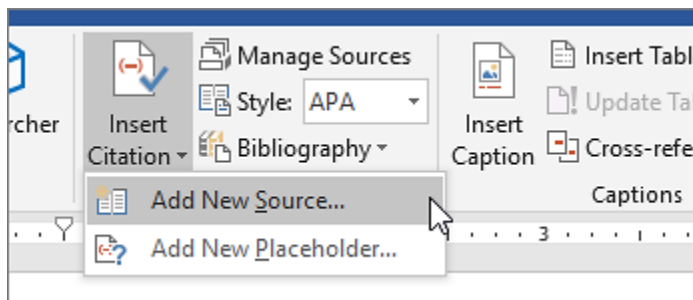 Manage Sources
Insert Tabl
rcher
Insert
Citation
Style: APA
Insert
Caption
Update Ta
Bibliography
Cross-refe
Captions
Add New Source...
Add New Placeholder...
3